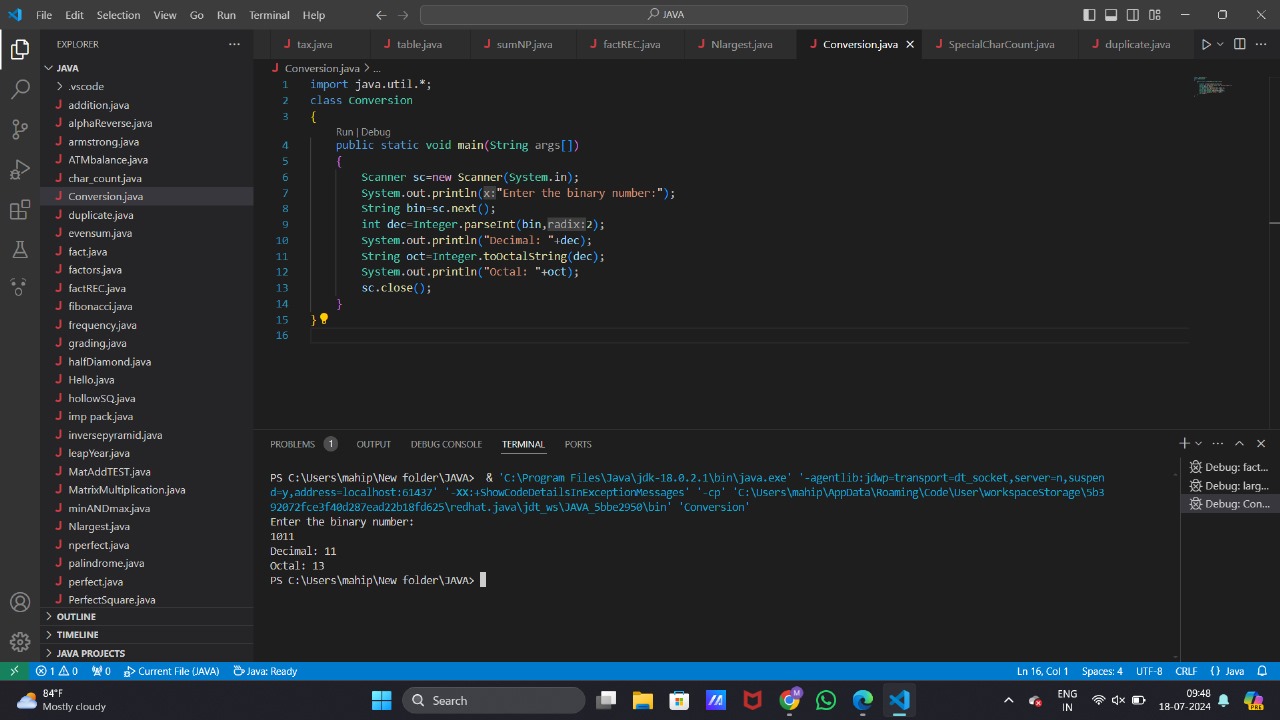 File Edit Selection View Go Run Terminal Help
JAVA
EXPLORER
tax.java table.java sumNP.java factREC.java Nlargest.java Conversion.java SpecialCharCount.java duplicate.java
JAVA
.vscode
addition.java
alphaReverse.java
armstrong.java
ATMbalance.java
char_count.java
Conversion.java
duplicate.java
evensum.java
fact.java
factors.java
factREC.java
fibonacci.java
frequency.java
grading.java
halfDiamond.java
Hello.java
hollowSQ.java
imp pack.java
inversepyramid.java
leapYear.java
MatAddTEST.java
MatrixMultiplication.java
minANDmax.java
Nlargest.java
nperfect.java
palindrome.java
perfect.java
PerfectSquare.java
OUTLINE
TIMELINE
JAVA PROJECTS
Conversion.java > ...
1 import java.util.*;
2 class Conversion
3 {
Run | Debug
4 public static void main(String args[])
5 {
6 Scanner sc=new Scanner(System.in);
7 System.out.println(x:"Enter the binary number:");
8 String bin=sc.next();
9 int dec=Integer.parseInt(bin,radix:2);
10 System.out.println("Decimal: "+dec);
11 String oct=Integer.toOctalString(dec);
12 System.out.println("Octal: "+oct);
13 sc.close();
14 }
15 }
16
PROBLEMS 1 OUTPUT DEBUG CONSOLE TERMINAL PORTS
PS C:\Users\mahip\New folder\JAVA>  & 'C:\Program Files\Java\jdk-18.0.2.1\bin\java.exe' '-agentlib:jdwp=transport=dt_socket,server=n,suspen
d=y,address=localhost:61437' '-XX:+ShowCodeDetailsInExceptionMessages' '-cp' 'C:\Users\mahip\AppData\Roaming\Code\User\workspaceStorage\5b3
92072fce3f40d287ead22b18fd625\redhat.java\jdt_ws\JAVA_5bbe2950\bin' 'Conversion'
Enter the binary number:
1011
Decimal: 11
Octal: 13
PS C:\Users\mahip\New folder\JAVA>
Debug: fact...
Debug: larg...
Debug: Con...
1 0 0 Current File (JAVA) Java: Ready Ln 16, Col 1 Spaces: 4 UTF-8 CRLF {} Java
84°F
Mostly cloudy
Search
M
ENG
IN
09:48
18-07-2024
PRE